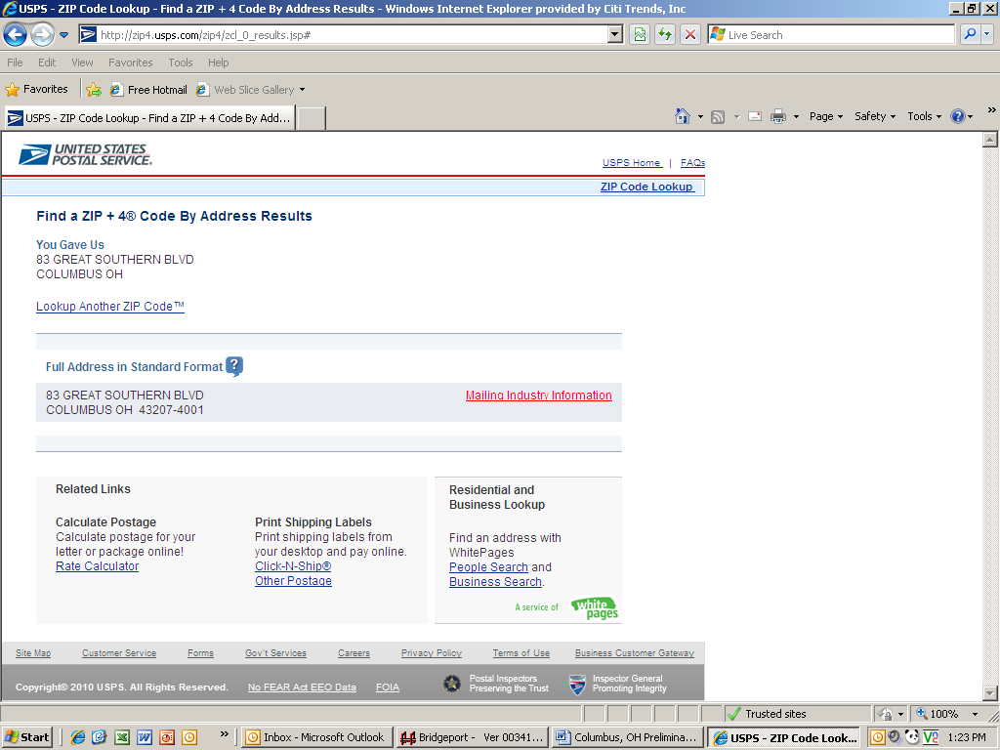 USPS - ZIP Code Lookup - Find a ZIP + 4 Code By Address Results - Windows Internet Explorer provided by Citi Trends, Inc
http://zip4.usps.com/zip4/zcl_0_results.jsp#
Live Search
File Edit View Favorites Tools Help
Favorites Free Hotmail Web Slice Gallery
USPS - ZIP Code Lookup - Find a ZIP + 4 Code By Add...
Page Safety Tools
UNITED STATES
POSTAL SERVICE®
USPS Home | FAQs
ZIP Code Lookup
Find a ZIP + 4® Code By Address Results
You Gave Us
83 GREAT SOUTHERN BLVD
COLUMBUS OH
Lookup Another ZIP Code™
Full Address in Standard Format ?
83 GREAT SOUTHERN BLVD
COLUMBUS OH 43207-4001
Mailing Industry Information
Related Links
Calculate Postage
Calculate postage for your
letter or package online!
Rate Calculator
Print Shipping Labels
Print shipping labels from
your desktop and pay online.
Click-N-Ship®
Other Postage
Residential and
Business Lookup
Find an address with
WhitePages
People Search and
Business Search.
A service of
white
pages
Site Map Customer Service Forms Gov't Services Careers Privacy Policy Terms of Use Business Customer Gateway
Copyright© 2010 USPS. All Rights Reserved. No FEAR Act EEO Data FOIA
Postal Inspectors
Preserving the Trust
Inspector General
Promoting Integrity
Trusted sites 100%
Start Inbox - Microsoft Outlook Bridgeport - Ver 00341... Columbus, OH Prelimina... USPS - ZIP Code Look... 1:23 PM